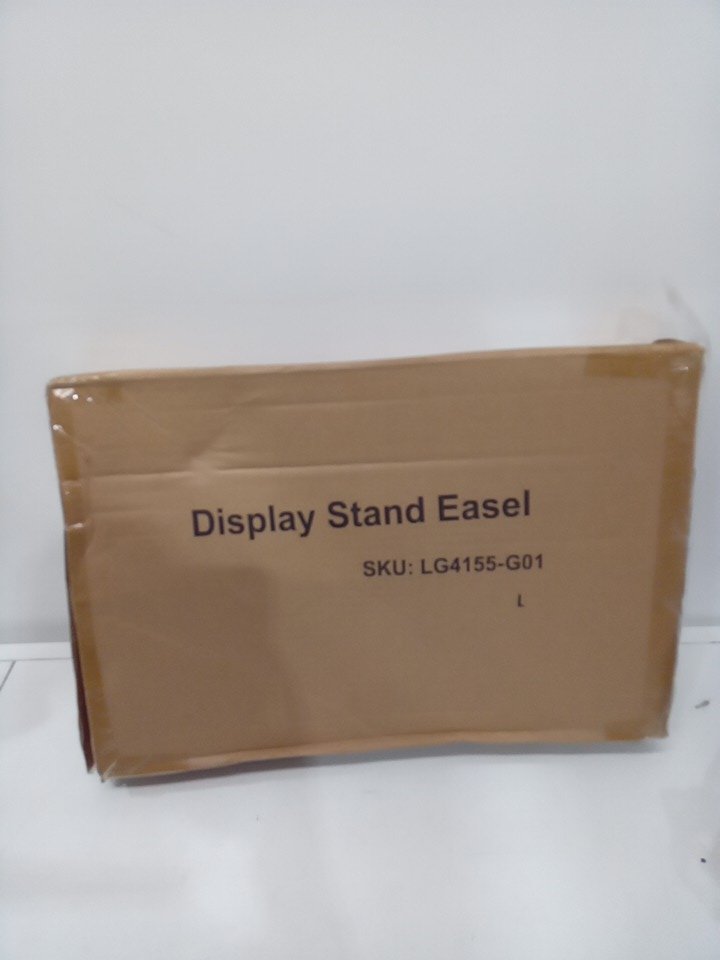 Display Stand Easel
SKU: LG4155-G01
L